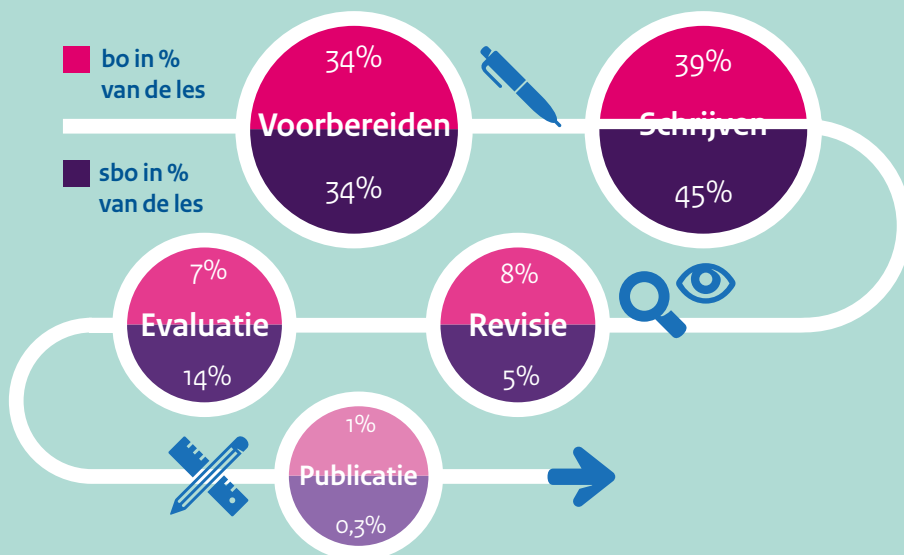 bo in %
van de les
sbo in %
van de les
34%
Voorbereiden
34%
39%
Schrijven
45%
8%
Revisie
5%
7%
Evaluatie
14%
1%
Publicatie
0,3%